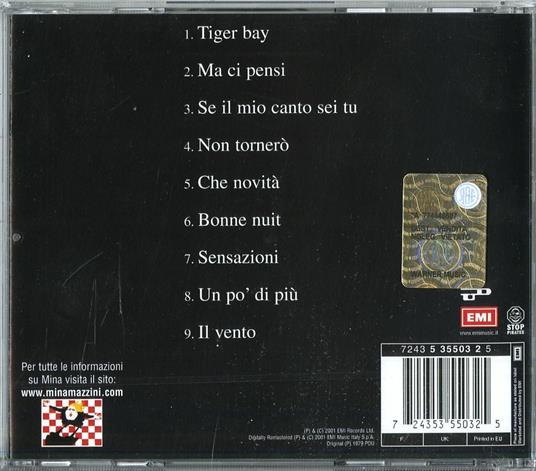 1. Tiger bay
2. Ma ci pensi
3. Se il mio canto sei tu
4. Non tornerò
5. Che novità
6. Bonne nuit
7. Sensazioni
8. Un po' di più
9. Il vento
WARNER MUSIC
EMI
www.emimusic.it
STOP
PIRATES
Per tutte le informazioni
su Mina visita il sito:
www.minamazzini.com
(P) & (C) 2001 EMI Records Ltd.
Digitally Remastered (P) & (C) 2001 EMI Music Italy S.p.A.
Original (P) 1979 PDU
7243 5 35503 2 5
7 24353 55032 5
F: UK: Printed in EU
EMI